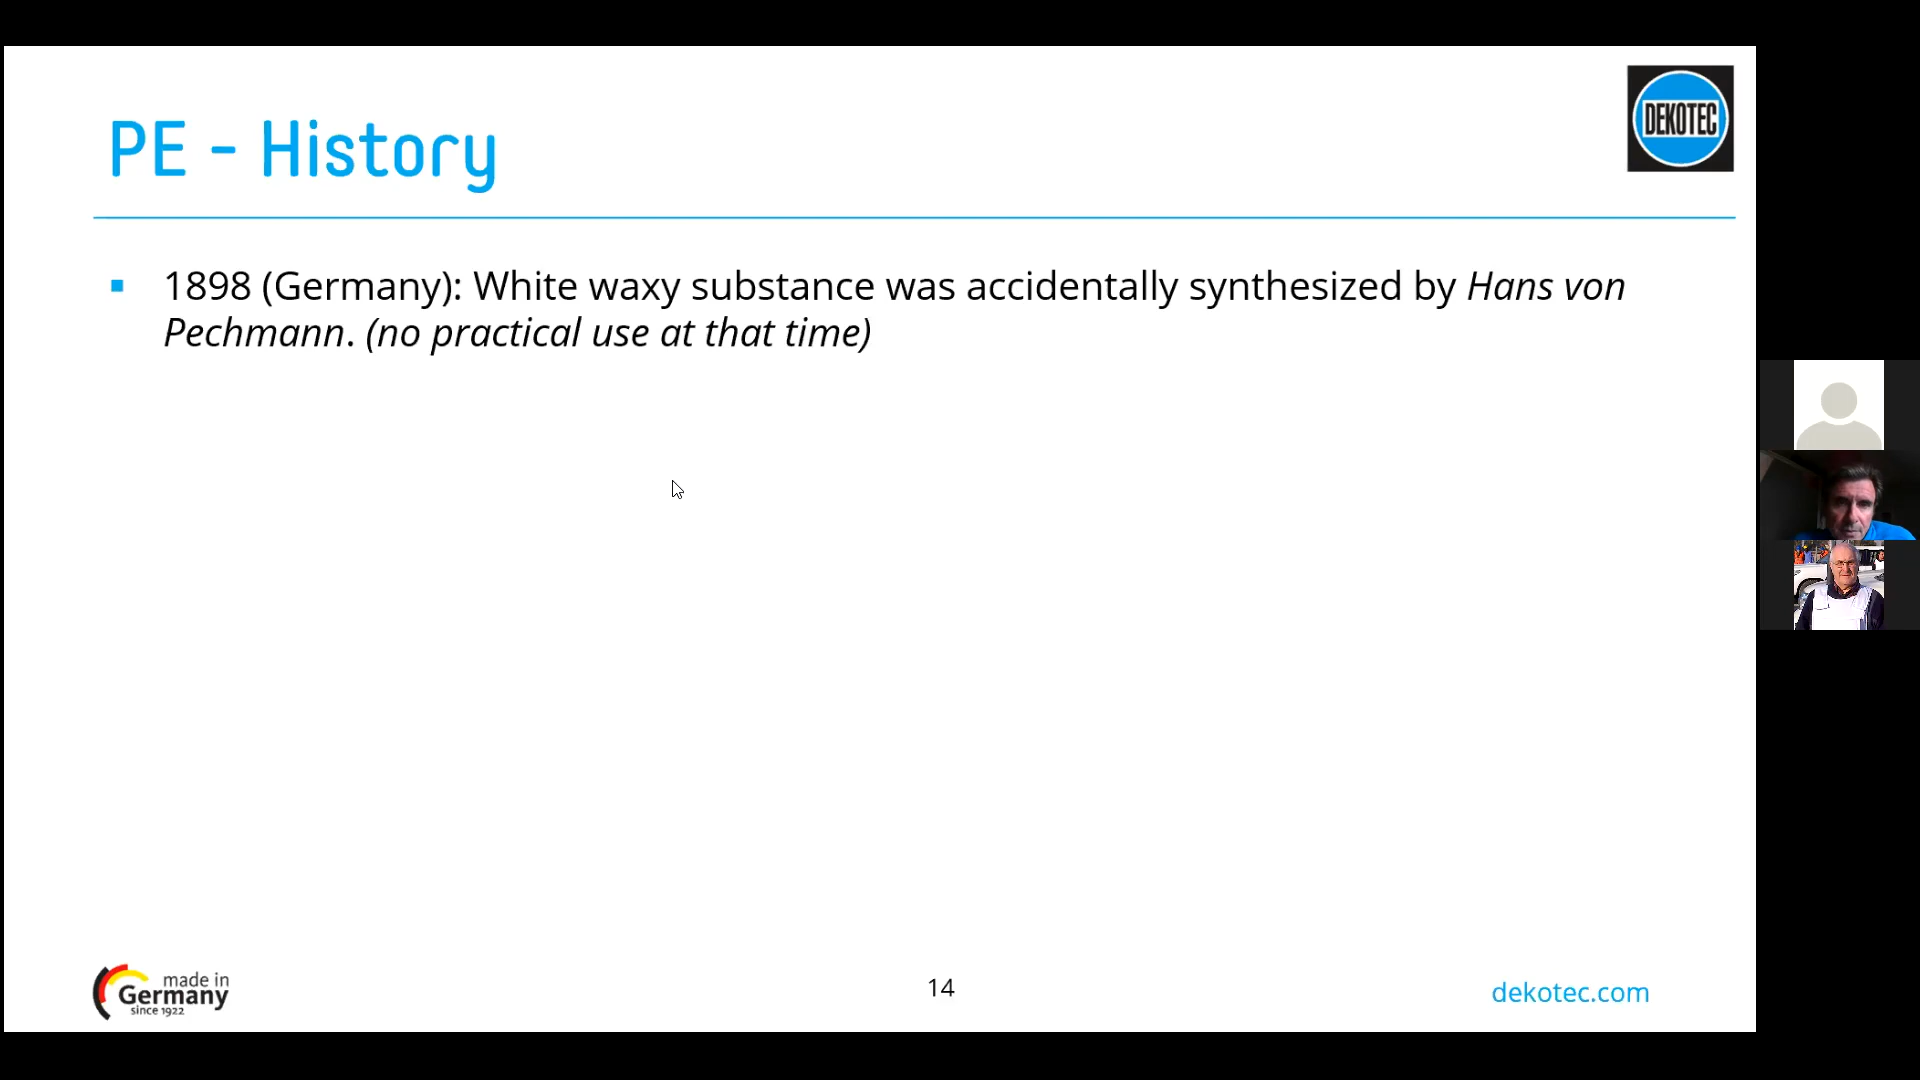 PE - History
DEKOTEC
▪ 1898 (Germany): White waxy substance was accidentally synthesized by Hans von
Pechmann. (no practical use at that time)
made in
Germany
since 1922
14
dekotec.com